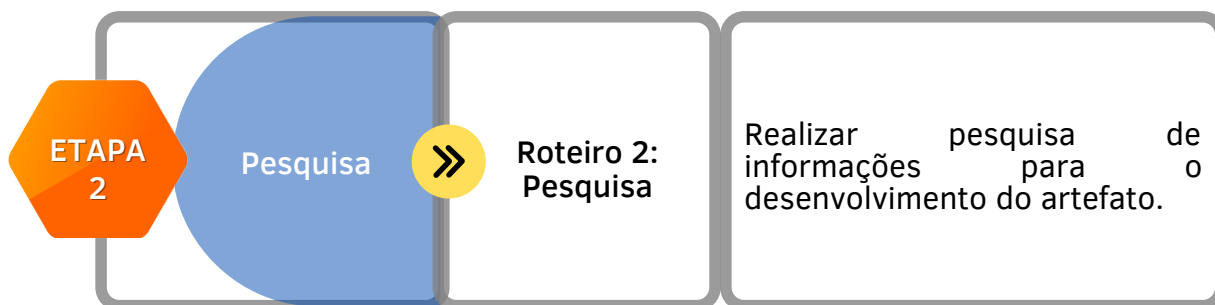 ETAPA
2
Pesquisa
Roteiro 2:
Pesquisa
Realizar pesquisa de
informações para o
desenvolvimento do artefato.